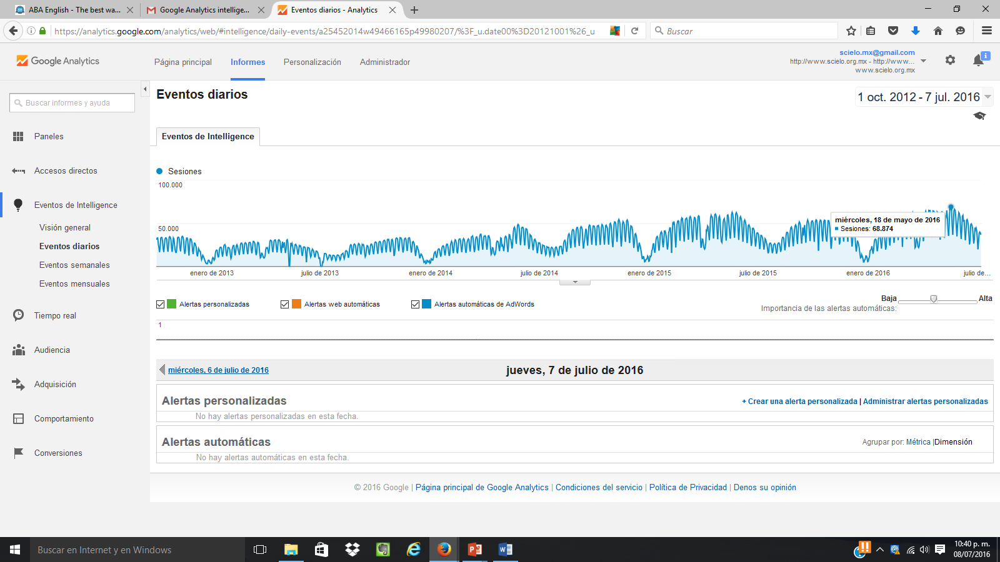 ABA English - The best wa...
Google Analytics intellige...
Eventos diarios - Analytics
https://analytics.google.com/analytics/web/#intelligence/daily-events/a25452014w49466165p49980207/%3F_u.date00%3D20121001%26_u
Buscar
Google Analytics
Página principal
Informes
Personalización
Administrador
scielo.mx@gmail.com
http://www.scielo.org.mx - http://www...
www.scielo.org.mx
Buscar informes y ayuda
Paneles
Accesos directos
Eventos de Intelligence
Visión general
Eventos diarios
Eventos semanales
Eventos mensuales
Tiempo real
Audiencia
Adquisición
Comportamiento
Conversiones
Eventos diarios
1 oct. 2012 - 7 jul. 2016
Eventos de Intelligence
Sesiones
100.000
50.000
miércoles, 18 de mayo de 2016
Sesiones: 68.874
enero de 2013
julio de 2013
enero de 2014
julio de 2014
enero de 2015
julio de 2015
enero de 2016
julio de...
Alertas personalizadas
Alertas web automáticas
Alertas automáticas de AdWords
Baja
Alta
Importancia de las alertas automáticas:
1
miércoles, 6 de julio de 2016
jueves, 7 de julio de 2016
Alertas personalizadas
+ Crear una alerta personalizada | Administrar alertas personalizadas
No hay alertas personalizadas en esta fecha.
Alertas automáticas
Agrupar por: Métrica |Dimensión
No hay alertas automáticas en esta fecha.
© 2016 Google | Página principal de Google Analytics | Condiciones del servicio | Política de Privacidad | Denos su opinión
Buscar en Internet y en Windows
10:40 p. m.
08/07/2016